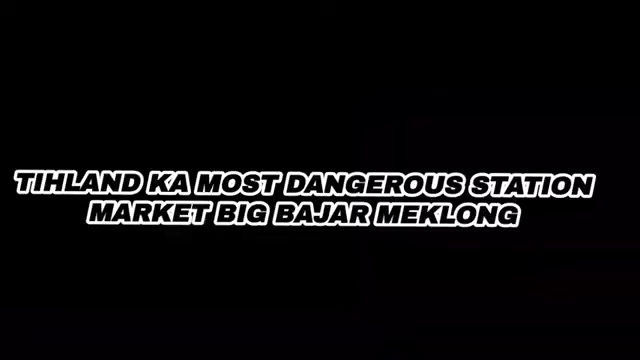 TIHLAND KA MOST DANGEROUS STATION
MARKET BIG BAJAR MEKLONG